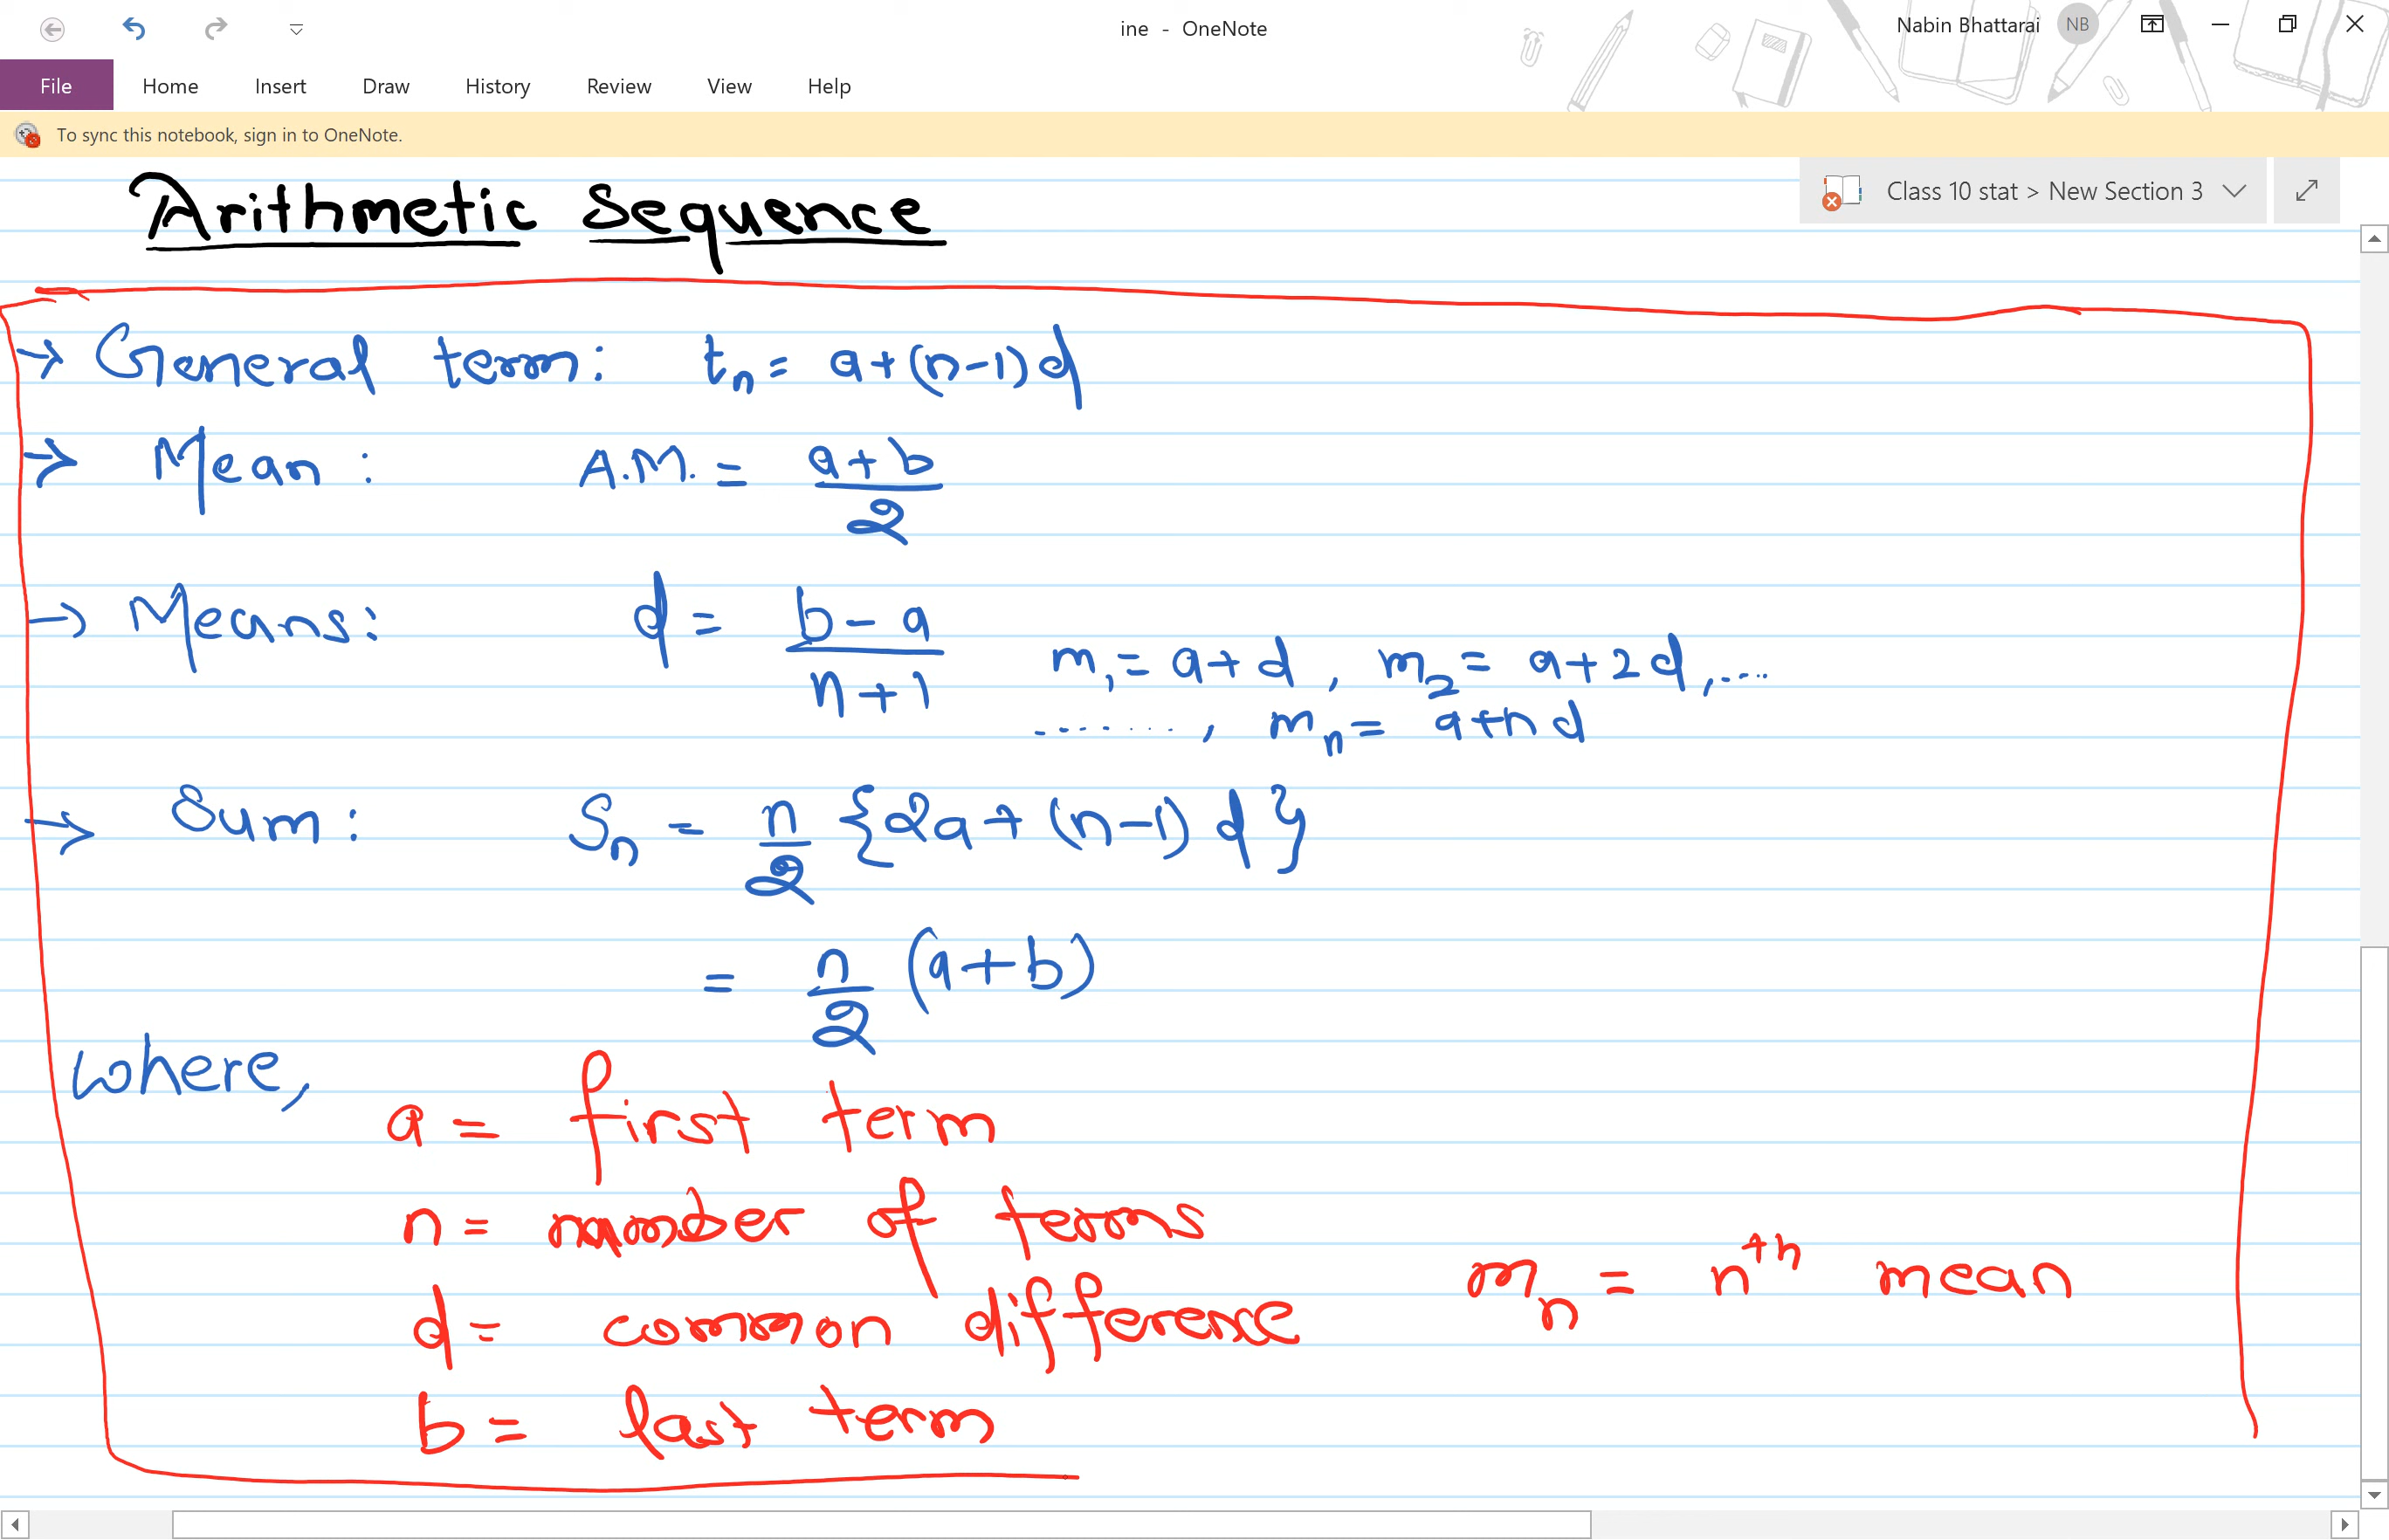 ine - OneNote
Nabin Bhattarai NB
File Home Insert Draw History Review View Help
To sync this notebook, sign in to OneNote.
Class 10 stat > New Section 3
Arithmetic Sequence
→ General term: tₙ = a+(n-1)d
→ Mean: A.M. = (a+b)/2
→ Means: d = (b-a)/(n+1) m₁ = a+d, m₂ = a+2d,....
........, mₙ = a+nd
→ Sum: Sₙ = n/2 {2a+(n-1)d}
= n/2 (a+b)
Where,
a = first term
n = number of terms
d = common difference
mₙ = nᵗʰ mean
b = last term